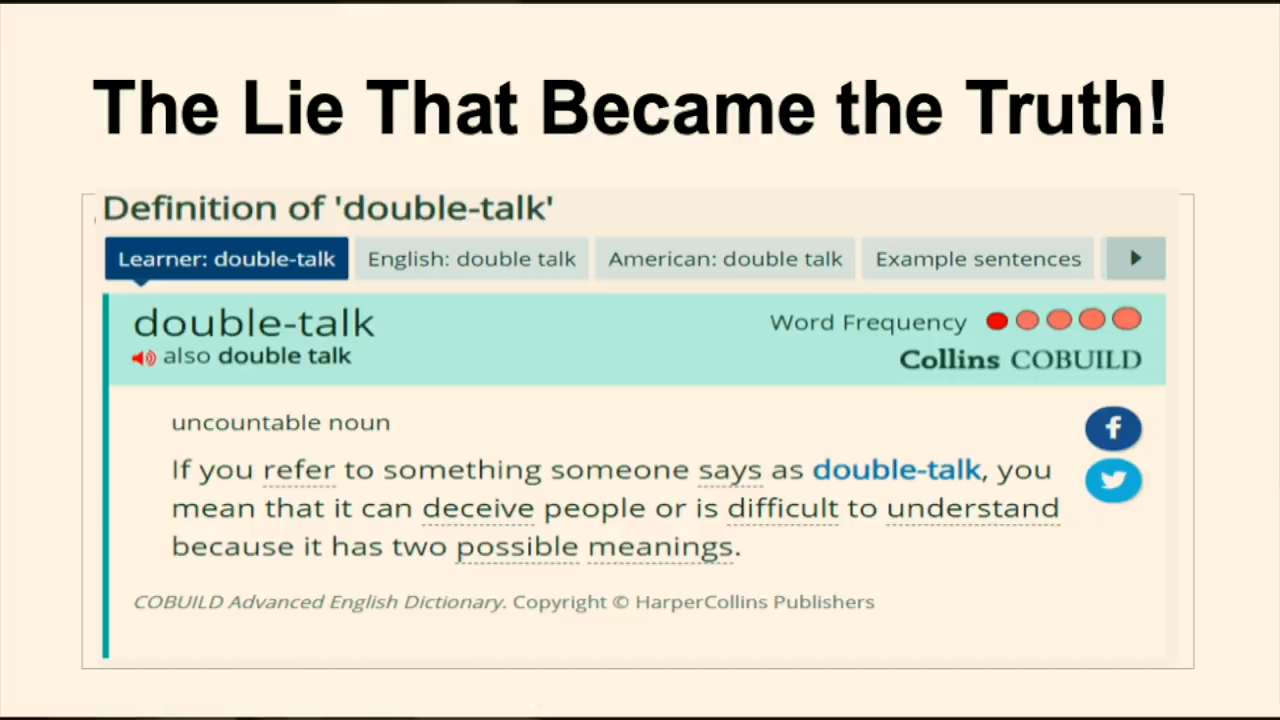 The Lie That Became the Truth!
Definition of 'double-talk'
Learner: double-talk English: double talk American: double talk Example sentences
double-talk
Word Frequency
also double talk
Collins COBUILD
uncountable noun
If you refer to something someone says as double-talk, you
mean that it can deceive people or is difficult to understand
because it has two possible meanings.
COBUILD Advanced English Dictionary. Copyright © HarperCollins Publishers